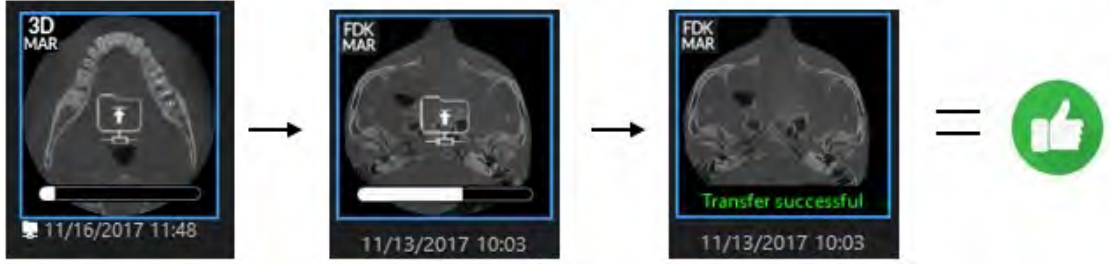 3D
MAR
11/16/2017 11:48
FDK
MAR
11/13/2017 10:03
FDK
MAR
Transfer successful
11/13/2017 10:03